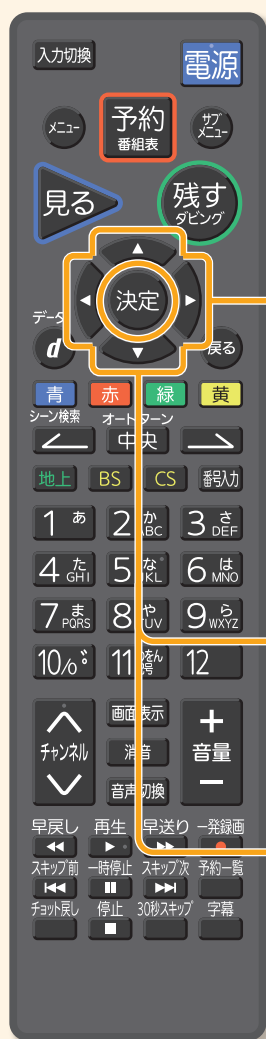 入力切換
電源
メニュー
予約
番組表
サブ
メニュー
見る
残す
ダビング
決定
データ
d
戻る
青 赤 緑 黄
シーン検索 オートターン
中央
地上 BS CS 番号入力
1 あ 2 か ABC 3 さ DEF
4 た GHI 5 な JKL 6 は MNO
7 ま PQRS 8 や TUV 9 ら WXYZ
10/0 11 12
チャンネル
画面表示
消音
音声切換
+
音量
−
早戻し 再生 早送り 一発録画
スキップ前 一時停止 スキップ次 予約一覧
チョット戻し 停止 30秒スキップ 字幕